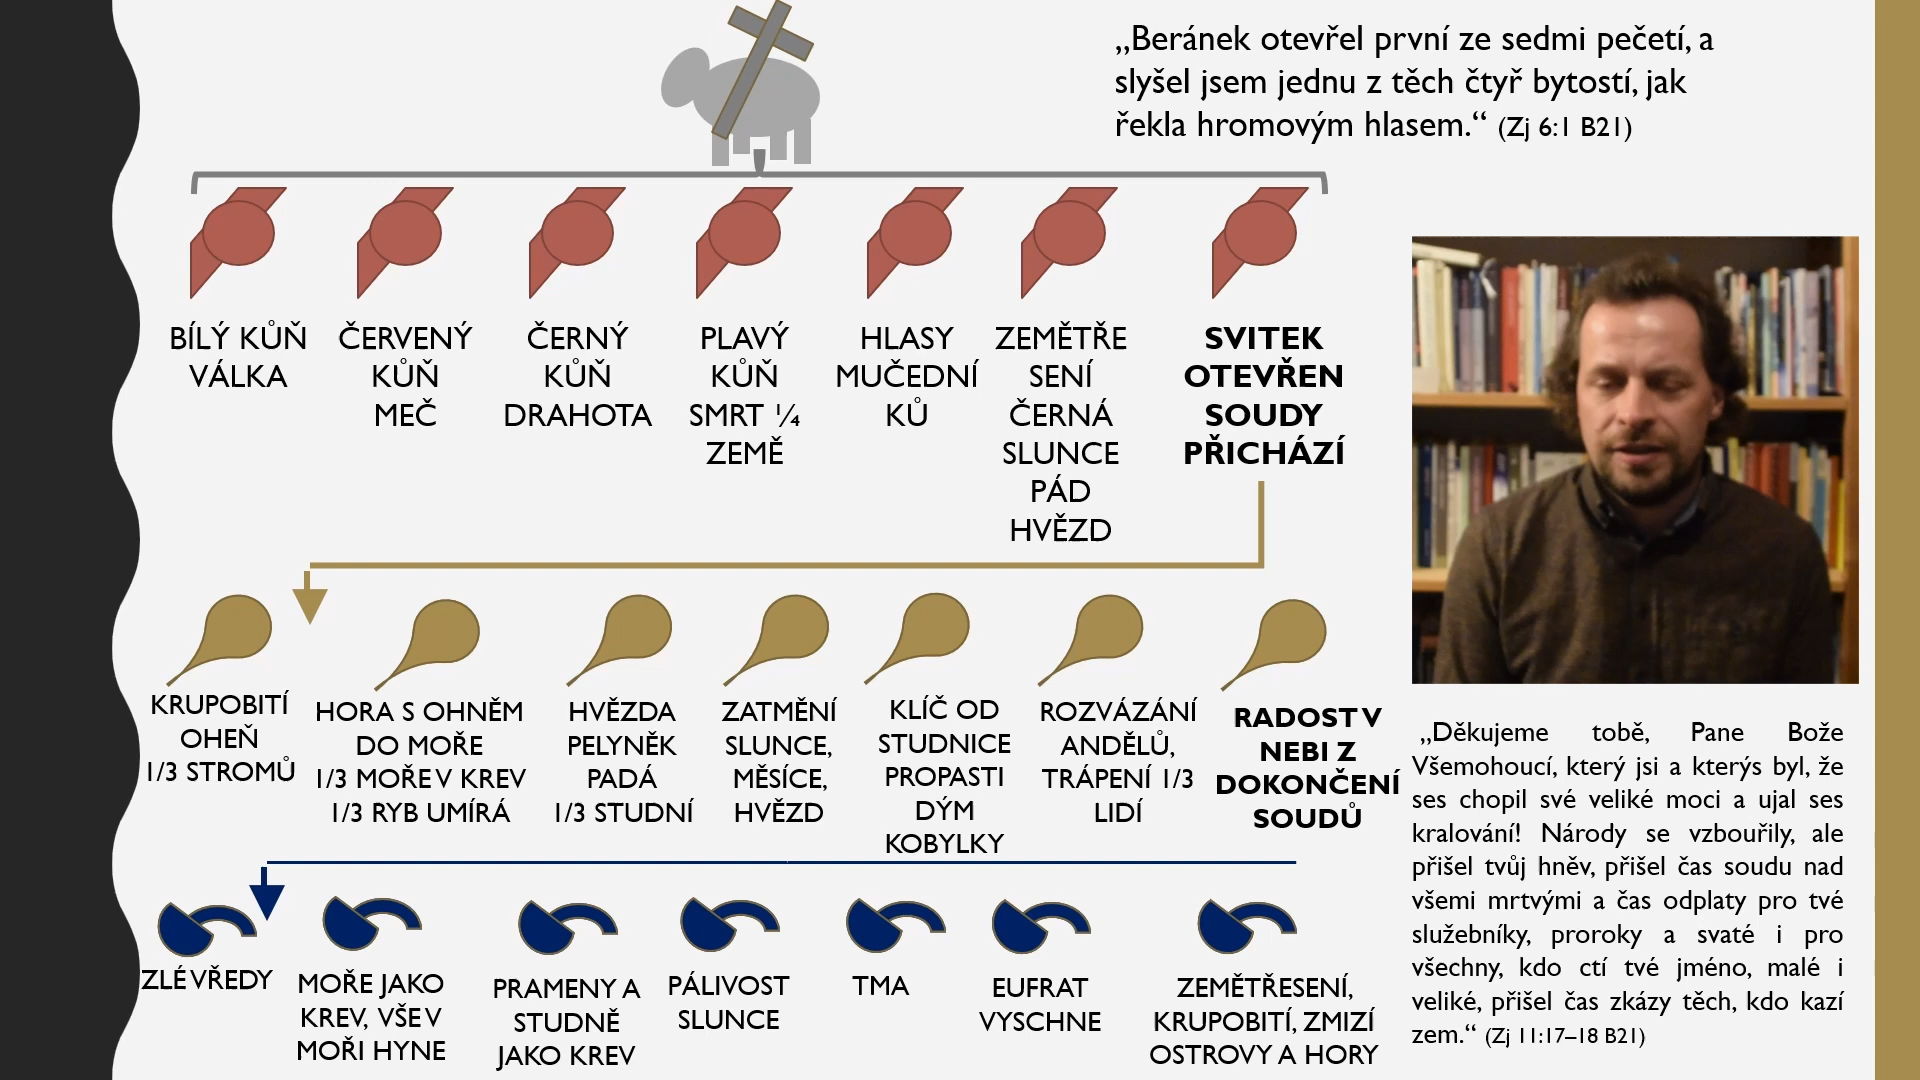 „Beránek otevřel první ze sedmi pečetí, a
slyšel jsem jednu z těch čtyř bytostí, jak
řekla hromovým hlasem.“ (Zj 6:1 B21)
BÍLÝ KŮŇ
VÁLKA
ČERVENÝ
KŮŇ
MEČ
ČERNÝ
KŮŇ
DRAHOTA
PLAVÝ
KŮŇ
SMRT ¼
ZEMĚ
HLASY
MUČEDNÍ
KŮ
ZEMĚTŘE
SENÍ
ČERNÁ
SLUNCE
PÁD
HVĚZD
SVITEK
OTEVŘEN
SOUDY
PŘICHÁZÍ
KRUPOBITÍ
OHEŇ
1/3 STROMŮ
HORA S OHNĚM
DO MOŘE
1/3 MOŘE V KREV
1/3 RYB UMÍRÁ
HVĚZDA
PELYNĚK
PADÁ
1/3 STUDNÍ
ZATMĚNÍ
SLUNCE,
MĚSÍCE,
HVĚZD
KLÍČ OD
STUDNICE
PROPASTI
DÝM
KOBYLKY
ROZVÁZÁNÍ
ANDĚLŮ,
TRÁPENÍ 1/3
LIDÍ
RADOST V
NEBI Z
DOKONČENÍ
SOUDŮ
ZLÉ VŘEDY
MOŘE JAKO
KREV, VŠE V
MOŘI HYNE
PRAMENY A
STUDNĚ
JAKO KREV
PÁLIVOST
SLUNCE
TMA
EUFRAT
VYSCHNE
ZEMĚTŘESENÍ,
KRUPOBITÍ, ZMIZÍ
OSTROVY A HORY
„Děkujeme tobě, Pane Bože
Všemohoucí, který jsi a kterýs byl, že
ses chopil své veliké moci a ujal ses
kralování! Národy se vzbouřily, ale
přišel tvůj hněv, přišel čas soudu nad
všemi mrtvými a čas odplaty pro tvé
služebníky, proroky a svaté i pro
všechny, kdo ctí tvé jméno, malé i
veliké, přišel čas zkázy těch, kdo kazí
zem.“ (Zj 11:17–18 B21)